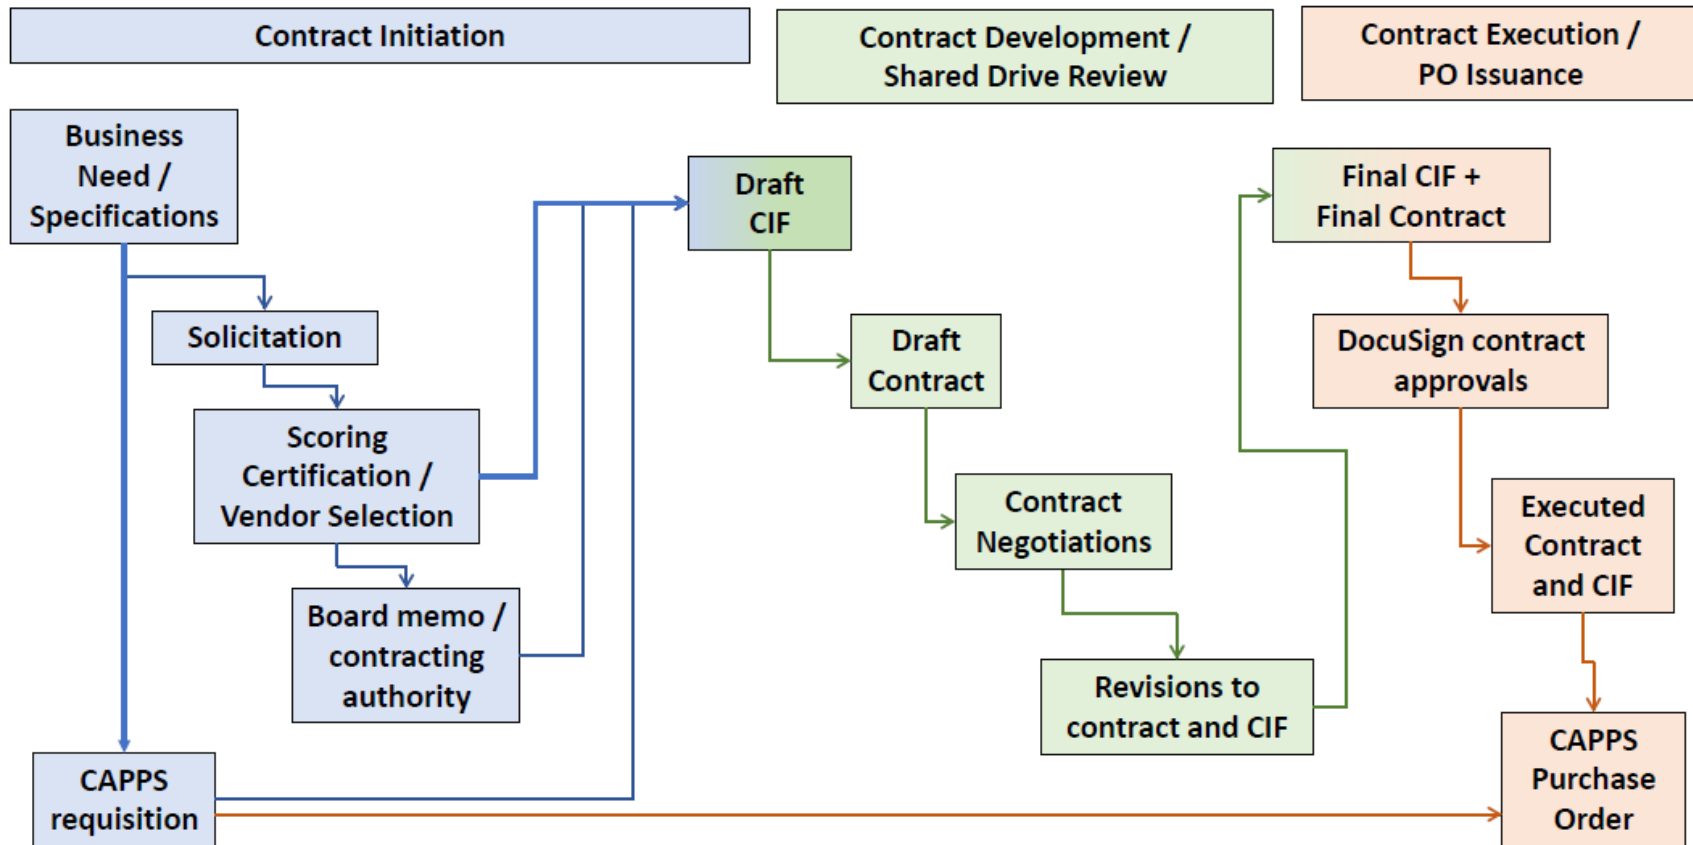 Contract Initiation
Contract Development /
Shared Drive Review
Contract Execution /
PO Issuance
Business
Need /
Specifications
Solicitation
Scoring
Certification /
Vendor Selection
Board memo /
contracting
authority
CAPPS
requisition
Draft
CIF
Draft
Contract
Contract
Negotiations
Revisions to
contract and CIF
Final CIF +
Final Contract
DocuSign contract
approvals
Executed
Contract
and CIF
CAPPS
Purchase
Order